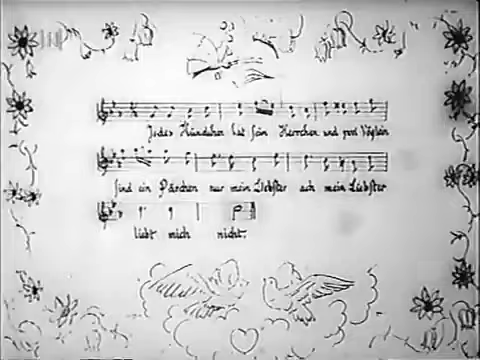 Jedes Hündchen hat sein Herrchen und zwei Vöglein
sind ein Pärchen nur mein Liebster ach mein Liebster
liebt mich nicht.